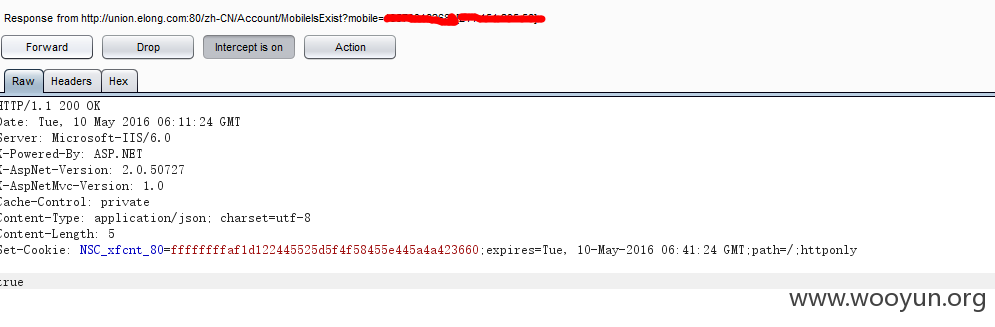 Response from http://union.elong.com:80/zh-CN/Account/MobileIsExist?mobile=
Forward Drop Intercept is on Action
Raw Headers Hex
HTTP/1.1 200 OK
Date: Tue, 10 May 2016 06:11:24 GMT
Server: Microsoft-IIS/6.0
X-Powered-By: ASP.NET
X-AspNet-Version: 2.0.50727
X-AspNetMvc-Version: 1.0
Cache-Control: private
Content-Type: application/json; charset=utf-8
Content-Length: 5
Set-Cookie: NSC_xfcnt_80=ffffffffaf1d122445525d5f4f58455e445a4a423660;expires=Tue, 10-May-2016 06:41:24 GMT;path=/;httponly
true
www.wooyun.org